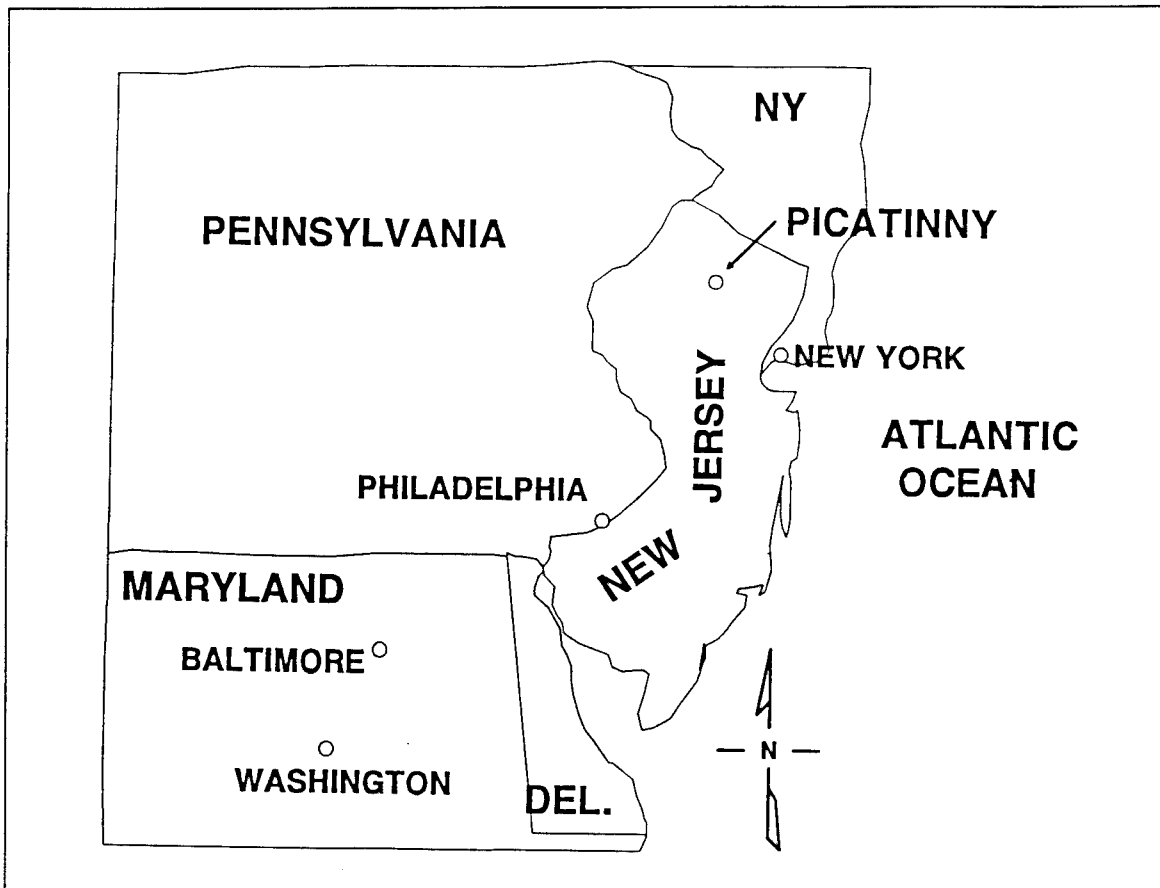 NY
PENNSYLVANIA
PICATINNY
NEW YORK
NEW JERSEY
ATLANTIC
OCEAN
PHILADELPHIA
MARYLAND
BALTIMORE
WASHINGTON
DEL.
N